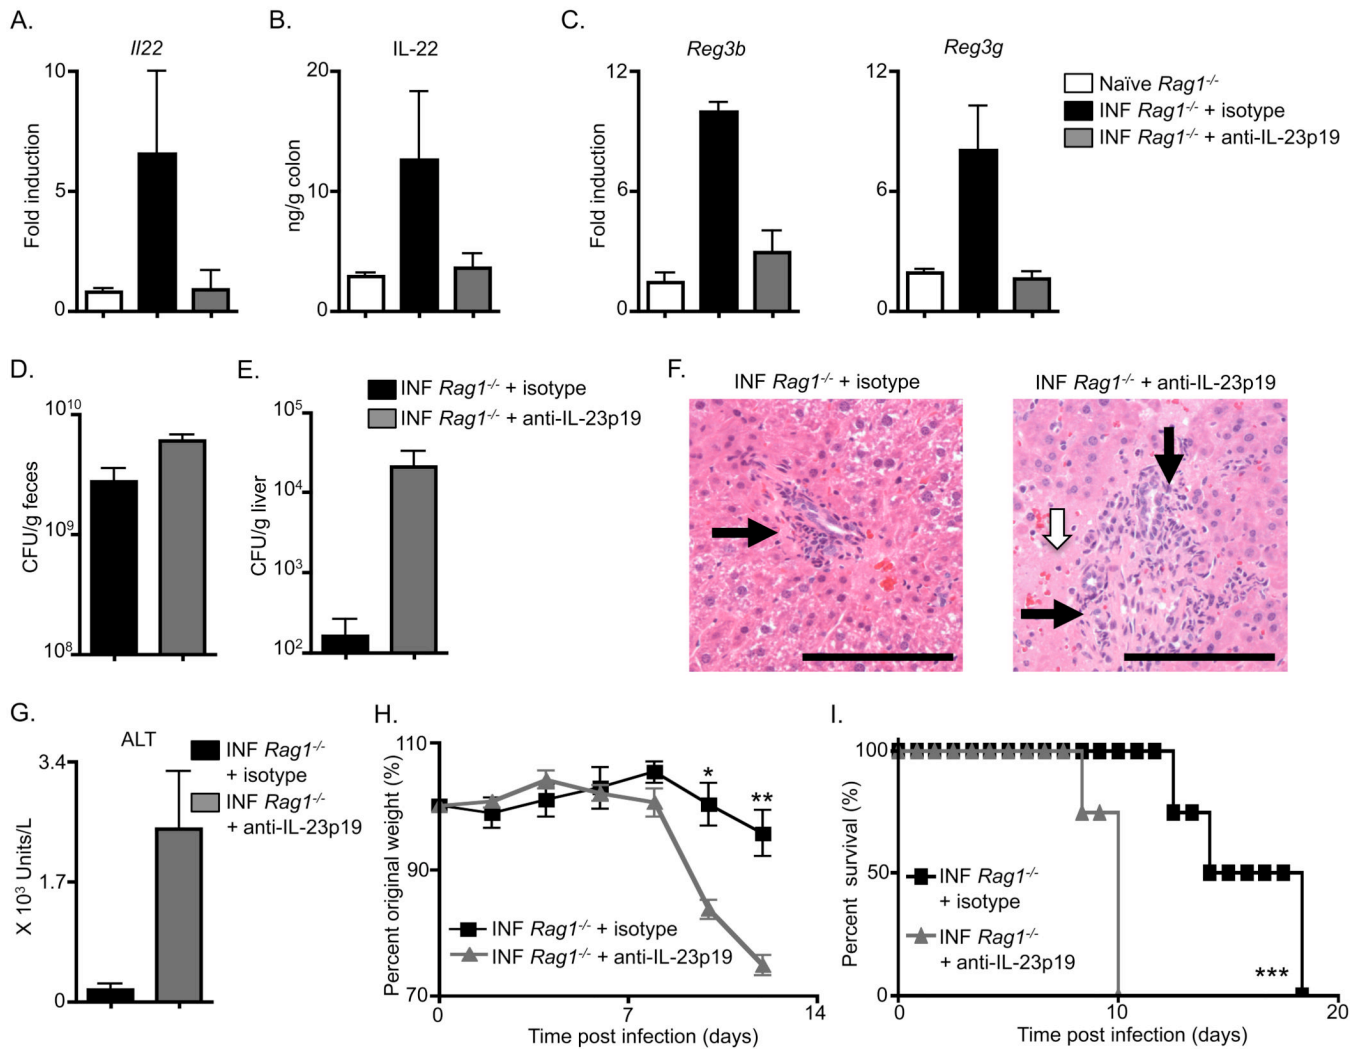 A.
Il22
Fold induction
10
5
0
B.
IL-22
ng/g colon
20
10
0
C.
Reg3b
Fold induction
12
6
0
Reg3g
12
6
0
Naïve Rag1-/-
INF Rag1-/- + isotype
INF Rag1-/- + anti-IL-23p19
D.
CFU/g feces
10^10
10^9
10^8
E.
INF Rag1-/- + isotype
INF Rag1-/- + anti-IL-23p19
CFU/g liver
10^5
10^4
10^3
10^2
F.
INF Rag1-/- + isotype
INF Rag1-/- + anti-IL-23p19
G.
ALT
INF Rag1-/-
+ isotype
INF Rag1-/-
+ anti-IL-23p19
X 10³ Units/L
3.4
1.7
0
H.
Percent original weight (%)
110
90
70
*
**
INF Rag1-/- + isotype
INF Rag1-/- + anti-IL-23p19
0
7
14
Time post infection (days)
I.
Percent survival (%)
100
50
0
INF Rag1-/-
+ isotype
INF Rag1-/-
+ anti-IL-23p19
***
0
10
20
Time post infection (days)